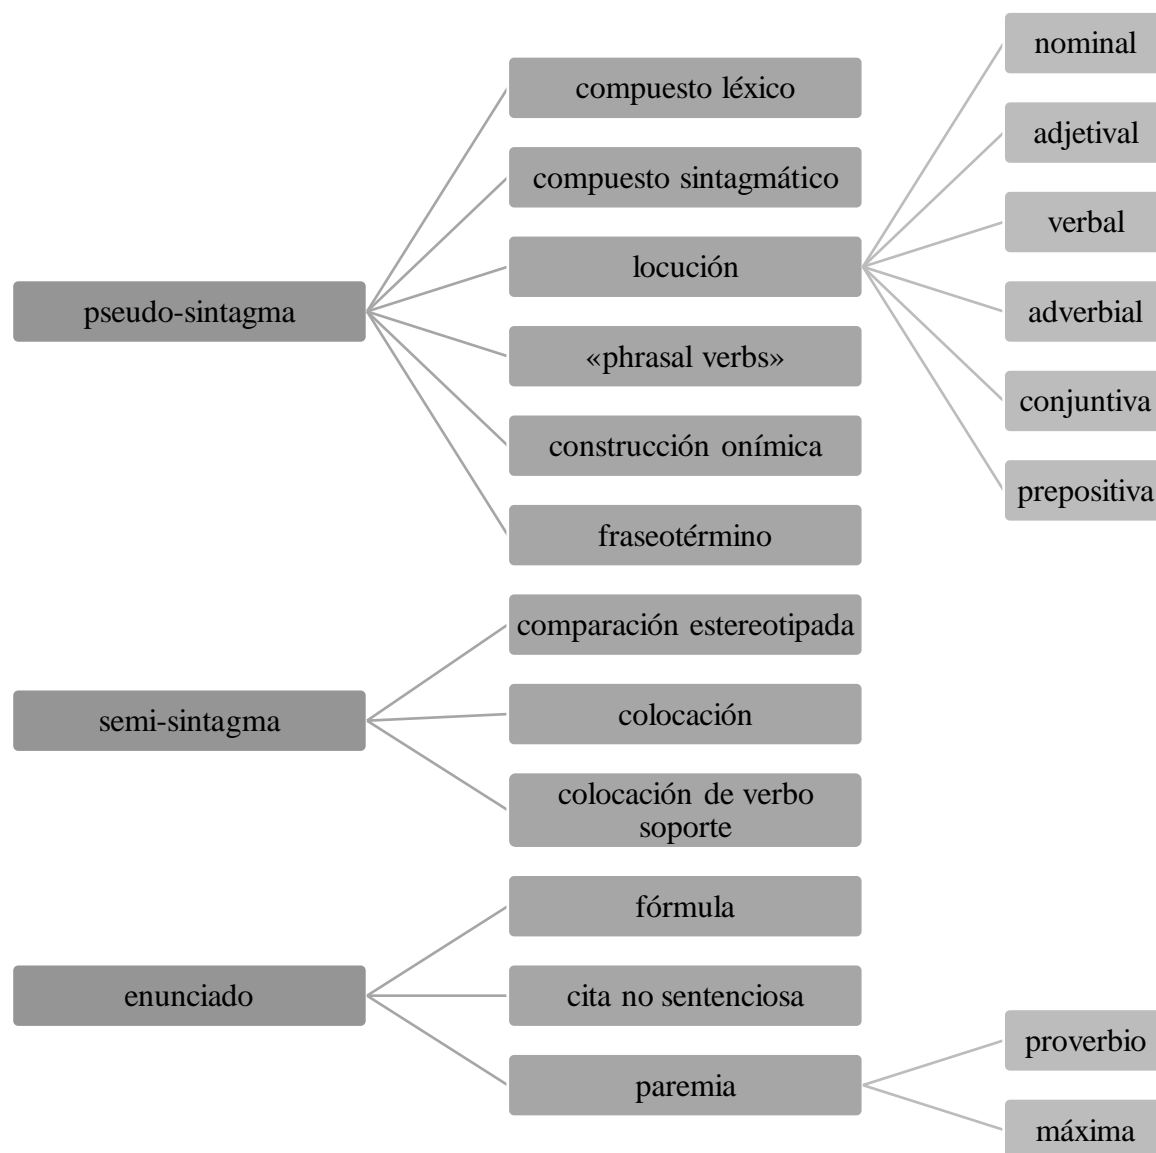 pseudo-sintagma
compuesto léxico
compuesto sintagmático
locución
nominal
adjetival
verbal
adverbial
conjuntiva
prepositiva
«phrasal verbs»
construcción onímica
fraseotérmino
semi-sintagma
comparación estereotipada
colocación
colocación de verbo
soporte
enunciado
fórmula
cita no sentenciosa
paremia
proverbio
máxima